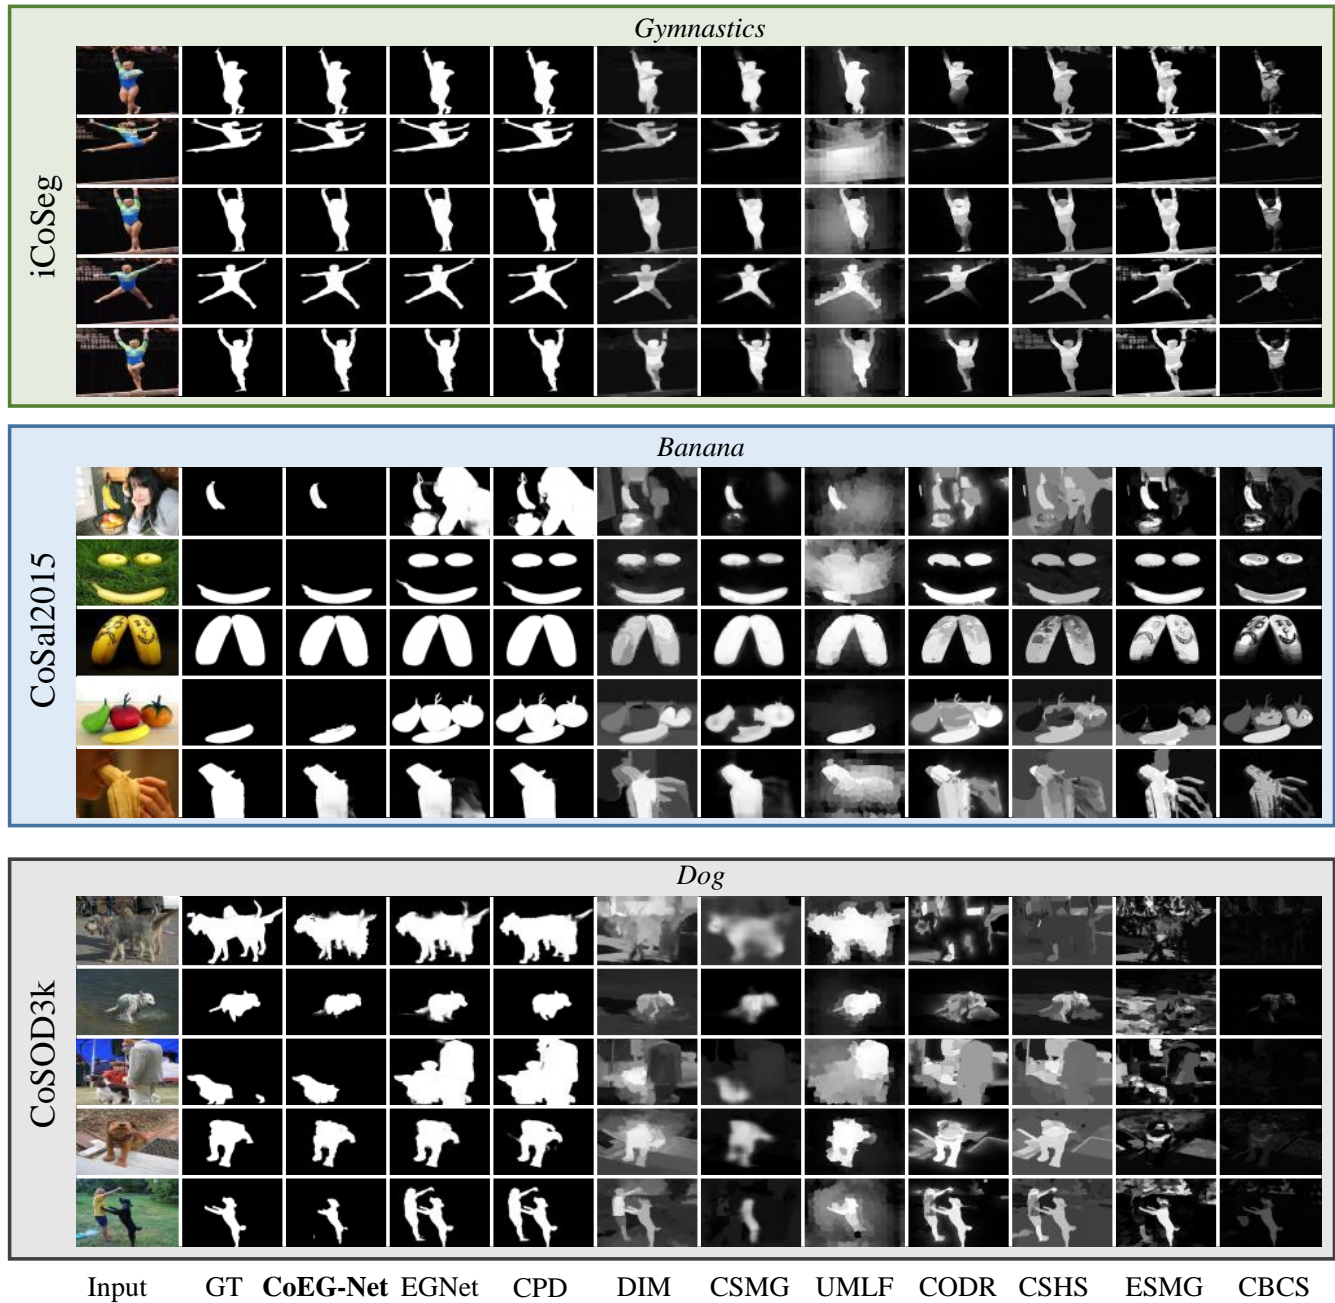 Gymnastics
iCoSeg
Banana
CoSal2015
Dog
CoSOD3k
Input GT CoEG-Net EGNet CPD DIM CSMG UMLF CODR CSHS ESMG CBCS